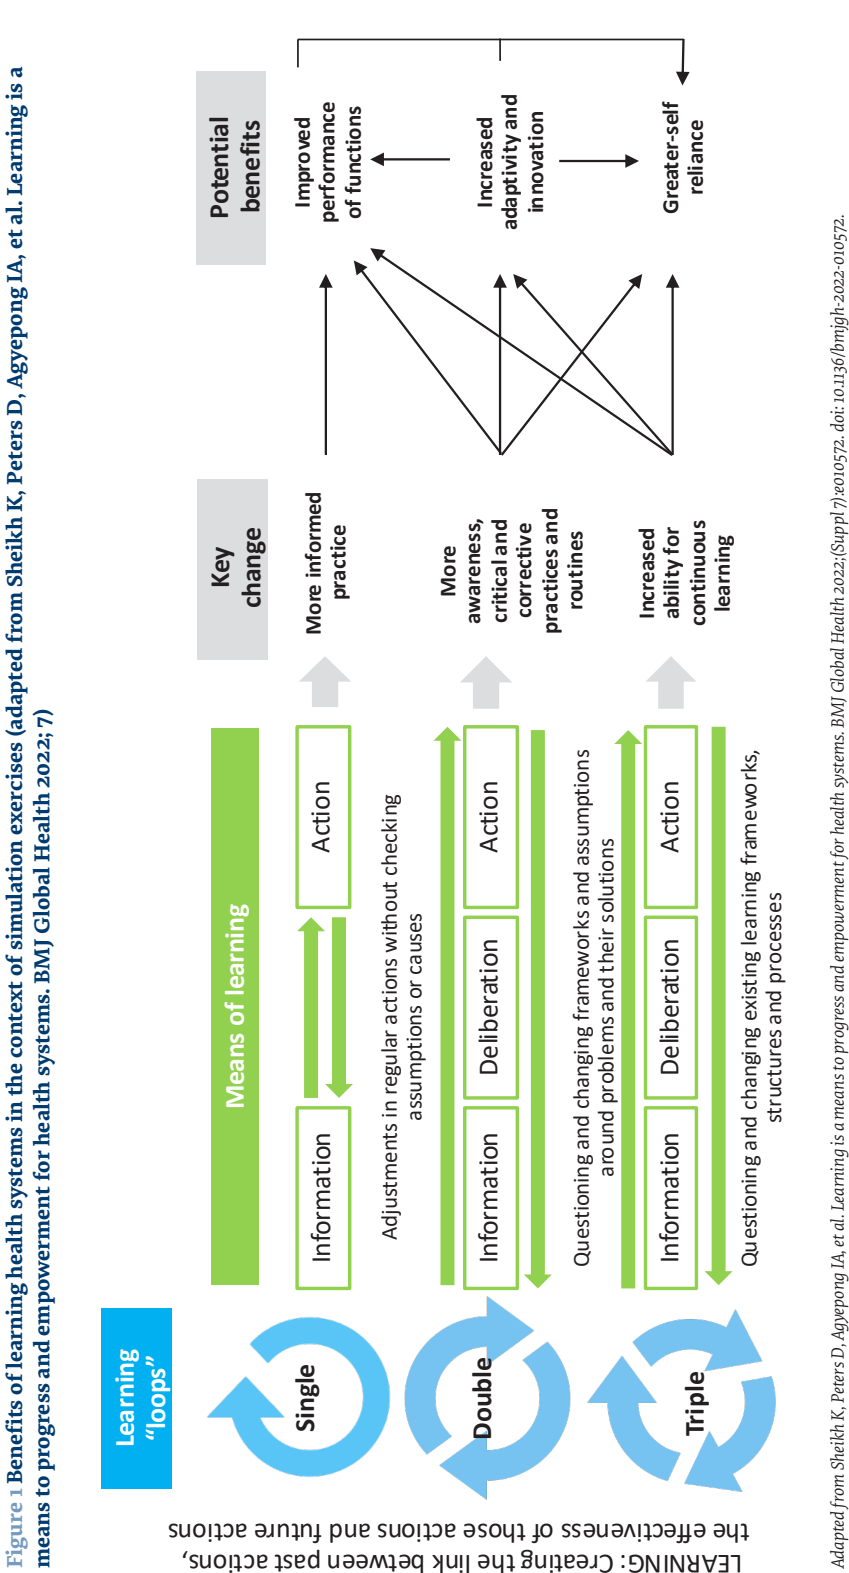 Figure 1 Benefits of learning health systems in the context of simulation exercises (adapted from Sheikh K, Peters D, Agyepong IA, et al. Learning is a
means to progress and empowerment for health systems. BMJ Global Health 2022; 7)
LEARNING: Creating the link between past actions,
the effectiveness of those actions and future actions
Learning
“loops”
Means of learning
Key
change
Potential
benefits
Single
Information
Action
Adjustments in regular actions without checking
assumptions or causes
More informed
practice
Improved
performance
of functions
Double
Information
Deliberation
Action
Questioning and changing frameworks and assumptions
around problems and their solutions
More
awareness,
critical and
corrective
practices and
routines
Increased
adaptivity and
innovation
Triple
Information
Deliberation
Action
Questioning and changing existing learning frameworks,
structures and processes
Increased
ability for
continuous
learning
Greater-self
reliance
Adapted from Sheikh K, Peters D, Agyepong IA, et al. Learning is a means to progress and empowerment for health systems. BMJ Global Health 2022;(Suppl 7):e010572. doi: 10.1136/bmjgh-2022-010572.